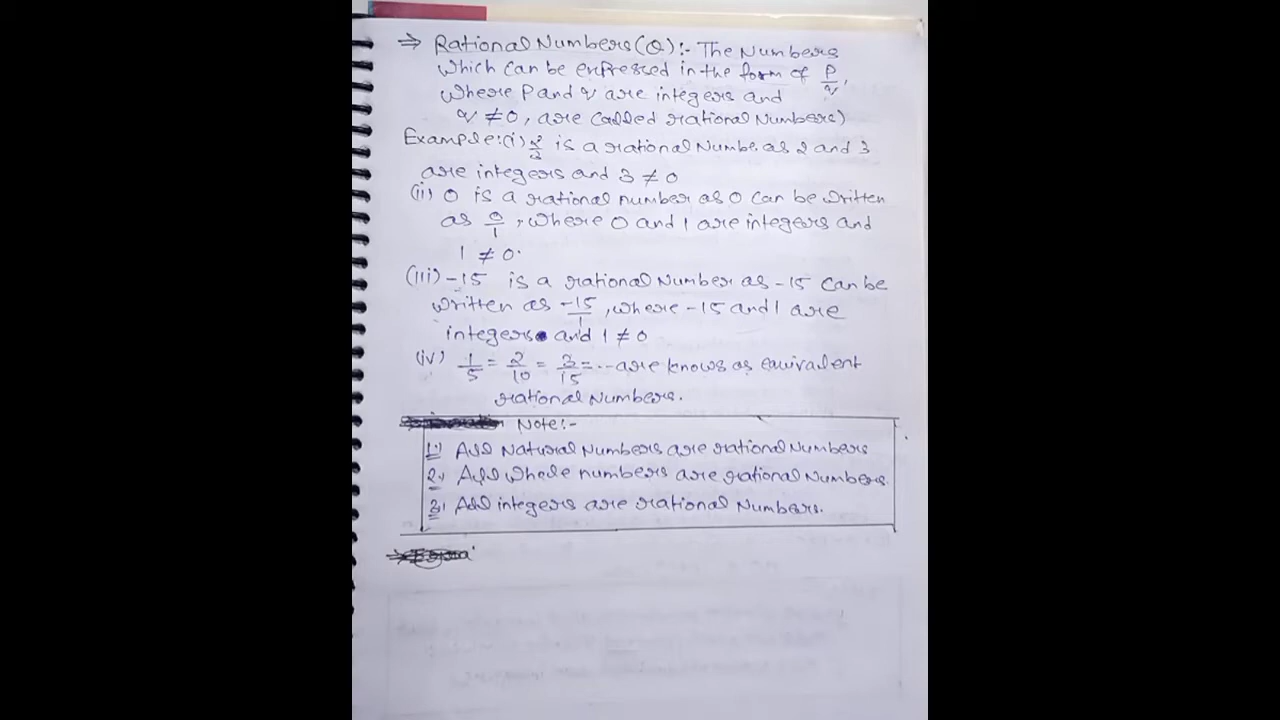 ⇒ Rational Numbers(Q):- The Numbers
which can be expressed in the form of P/q,
where P and q are integers and
q ≠ 0, are called rational Numbers)
Example:(i) 2/3 is a rational Numbe. as 2 and 3
are integers and 3 ≠ 0
(ii) 0 is a rational number as 0 can be written
as 0/1, where 0 and 1 are integers and
1 ≠ 0.
(iii) -15 is a rational Number as -15 can be
written as -15/1, where -15 and 1 are
integers and 1 ≠ 0
(iv) 1/5 = 2/10 = 3/15 = ... are knows as equivalent
rational Numbers.
Note:-
1.) All Natural Numbers are rational Numbers
2.) All whole numbers are rational Numbers.
3.) All integers are rational Numbers.